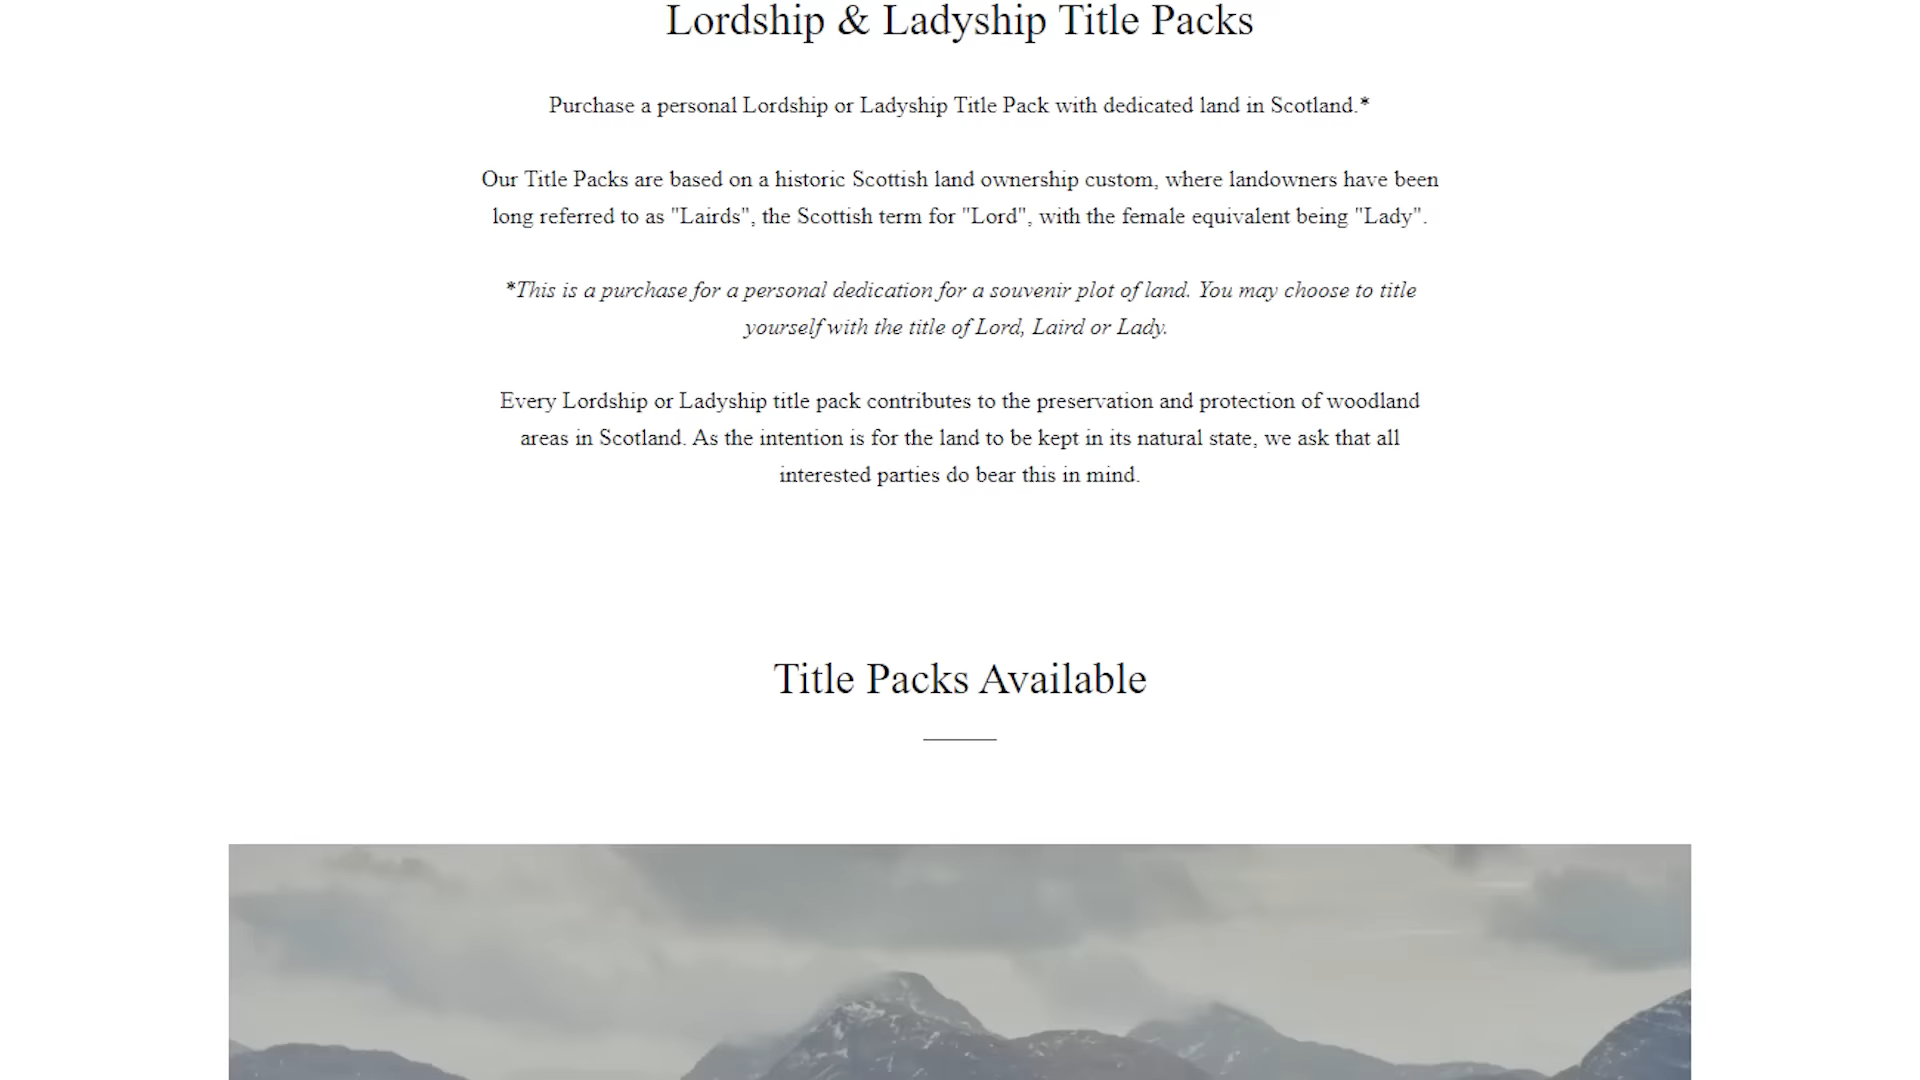 Lordship & Ladyship Title Packs
Purchase a personal Lordship or Ladyship Title Pack with dedicated land in Scotland.*
Our Title Packs are based on a historic Scottish land ownership custom, where landowners have been
long referred to as "Lairds", the Scottish term for "Lord", with the female equivalent being "Lady".
*This is a purchase for a personal dedication for a souvenir plot of land. You may choose to title
yourself with the title of Lord, Laird or Lady.
Every Lordship or Ladyship title pack contributes to the preservation and protection of woodland
areas in Scotland. As the intention is for the land to be kept in its natural state, we ask that all
interested parties do bear this in mind.
Title Packs Available